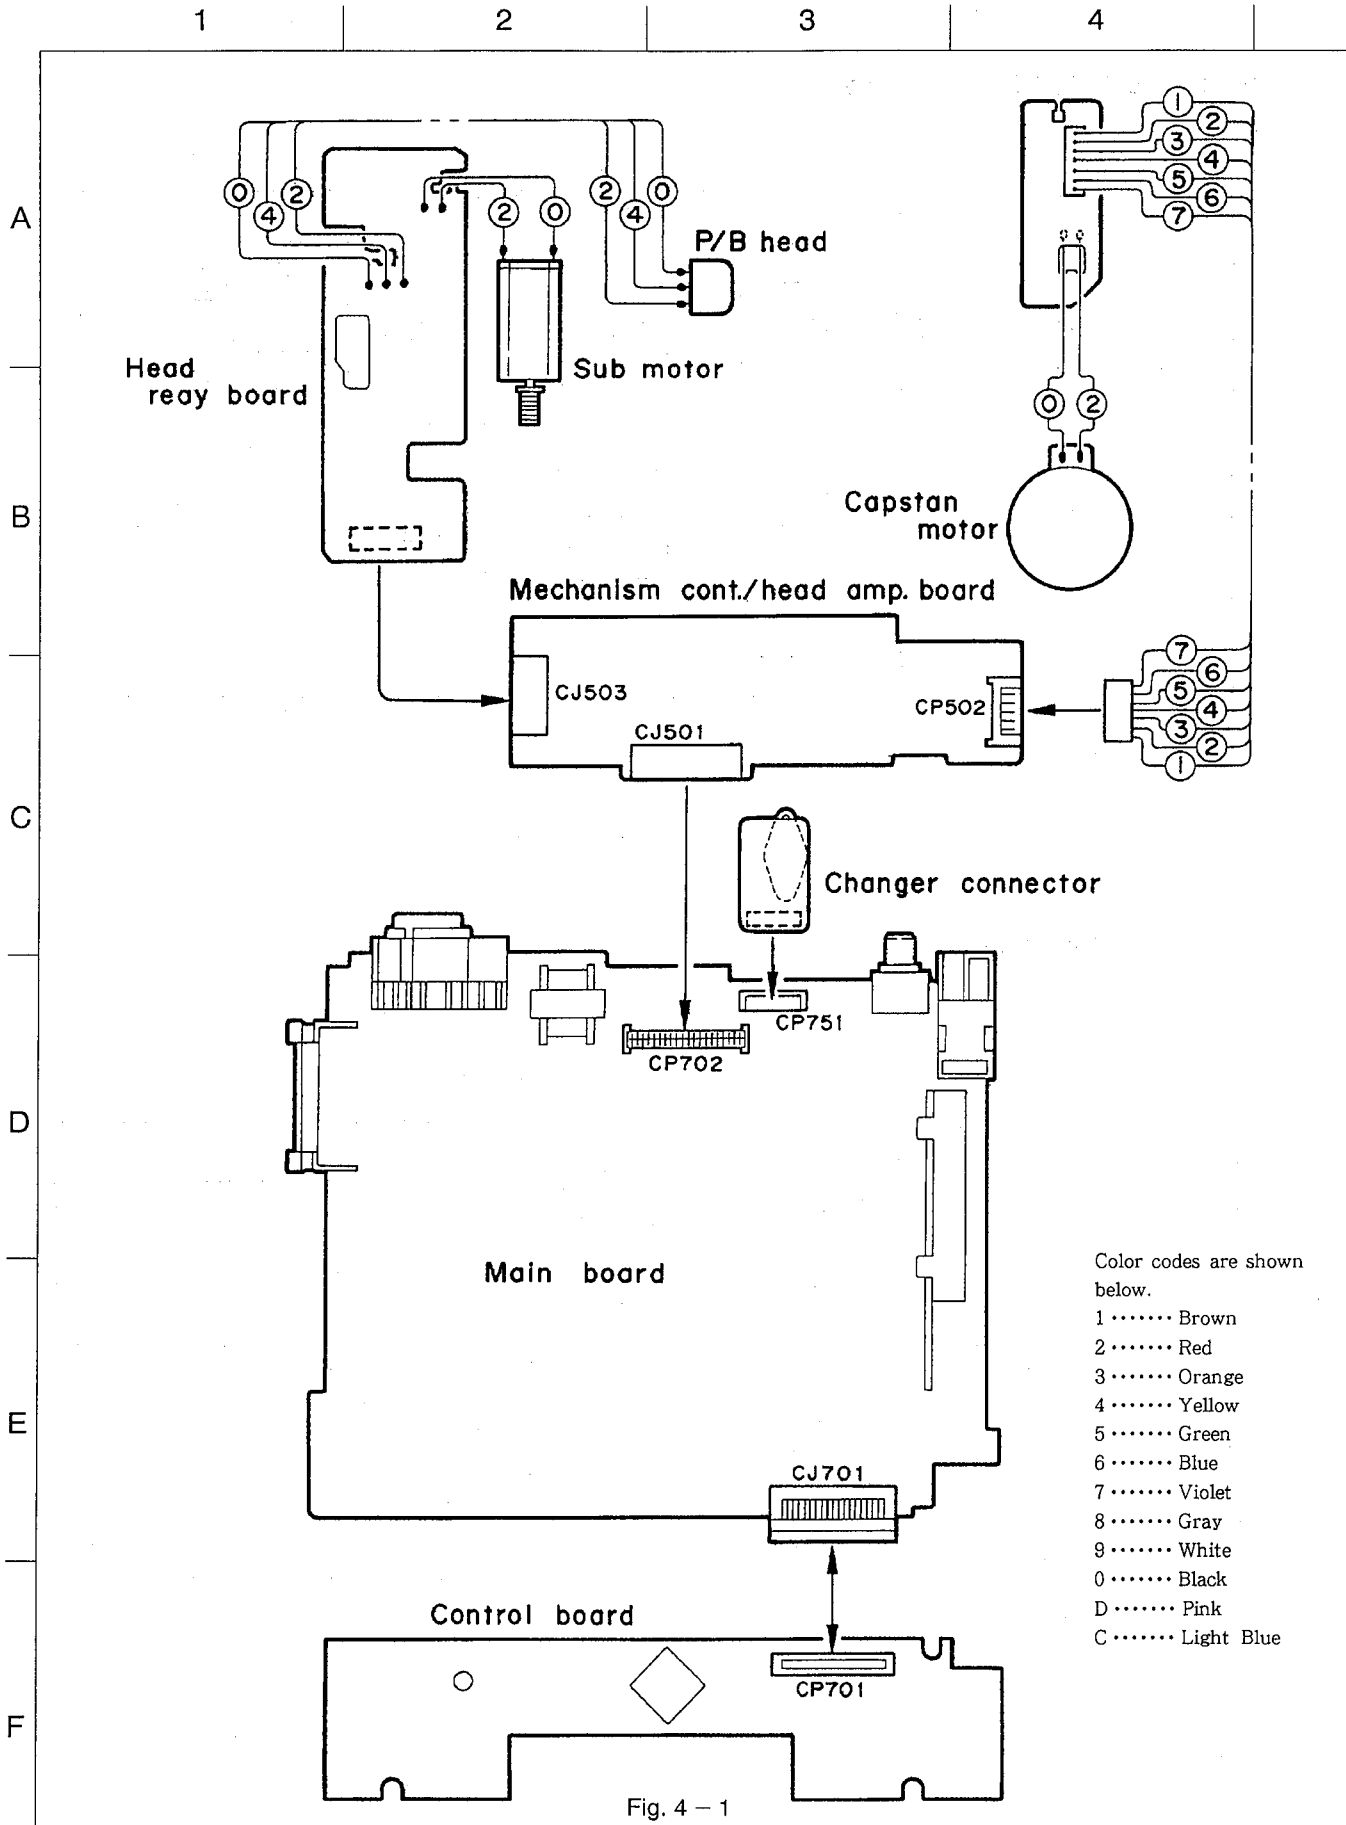 1 2 3 4
A
B
C
D
E
F
1
2
3
4
5
6
7
0
4
2
2
0
2
4
0
P/B head
Head
reay board
Sub motor
0 2
Capstan
motor
Mechanism cont./head amp. board
CJ503
CJ501
CP502
7
6
5
4
3
2
1
Changer connector
CP751
CP702
Main board
CJ701
Control board
CP701
Color codes are shown
below.
1 ······· Brown
2 ······· Red
3 ······· Orange
4 ······· Yellow
5 ······· Green
6 ······· Blue
7 ······· Violet
8 ······· Gray
9 ······· White
0 ······· Black
D ······· Pink
C ······· Light Blue
Fig. 4 – 1